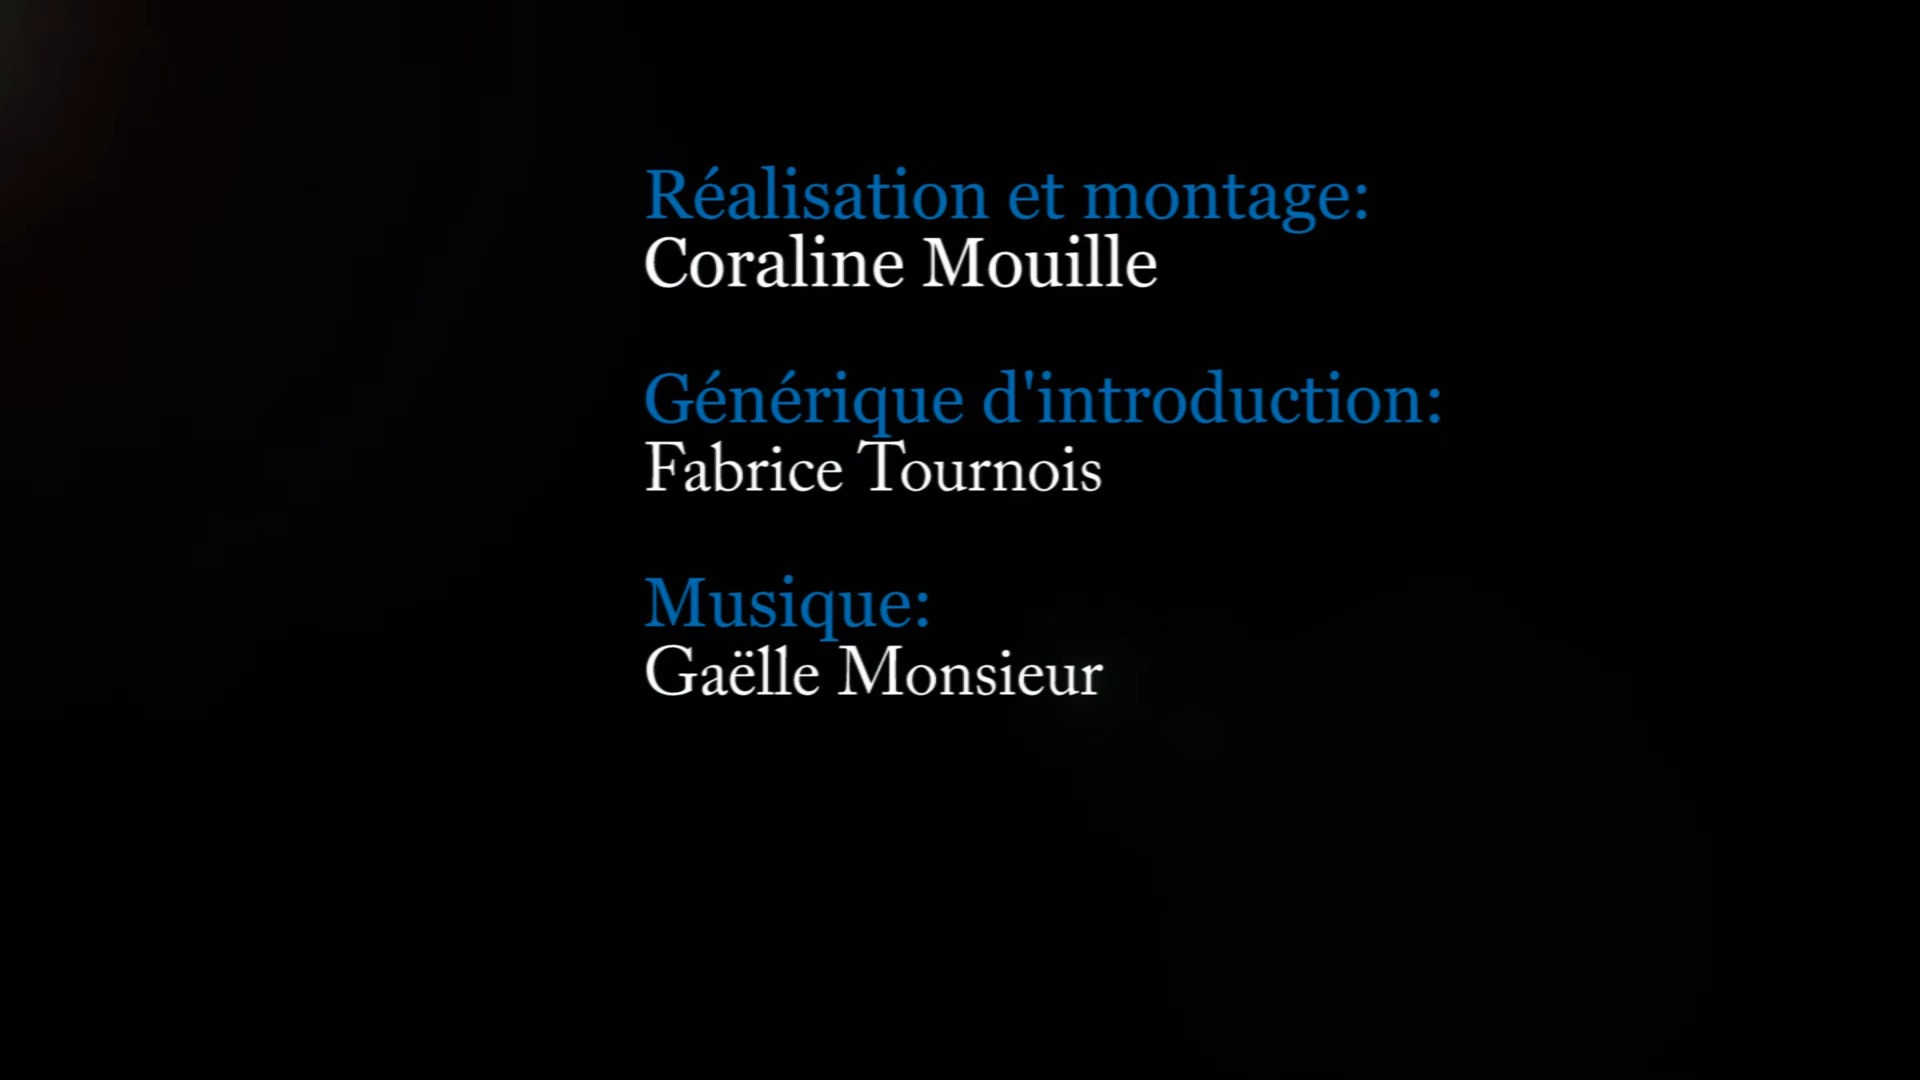 Réalisation et montage:
Coraline Mouille
Générique d'introduction:
Fabrice Tournois
Musique:
Gaëlle Monsieur